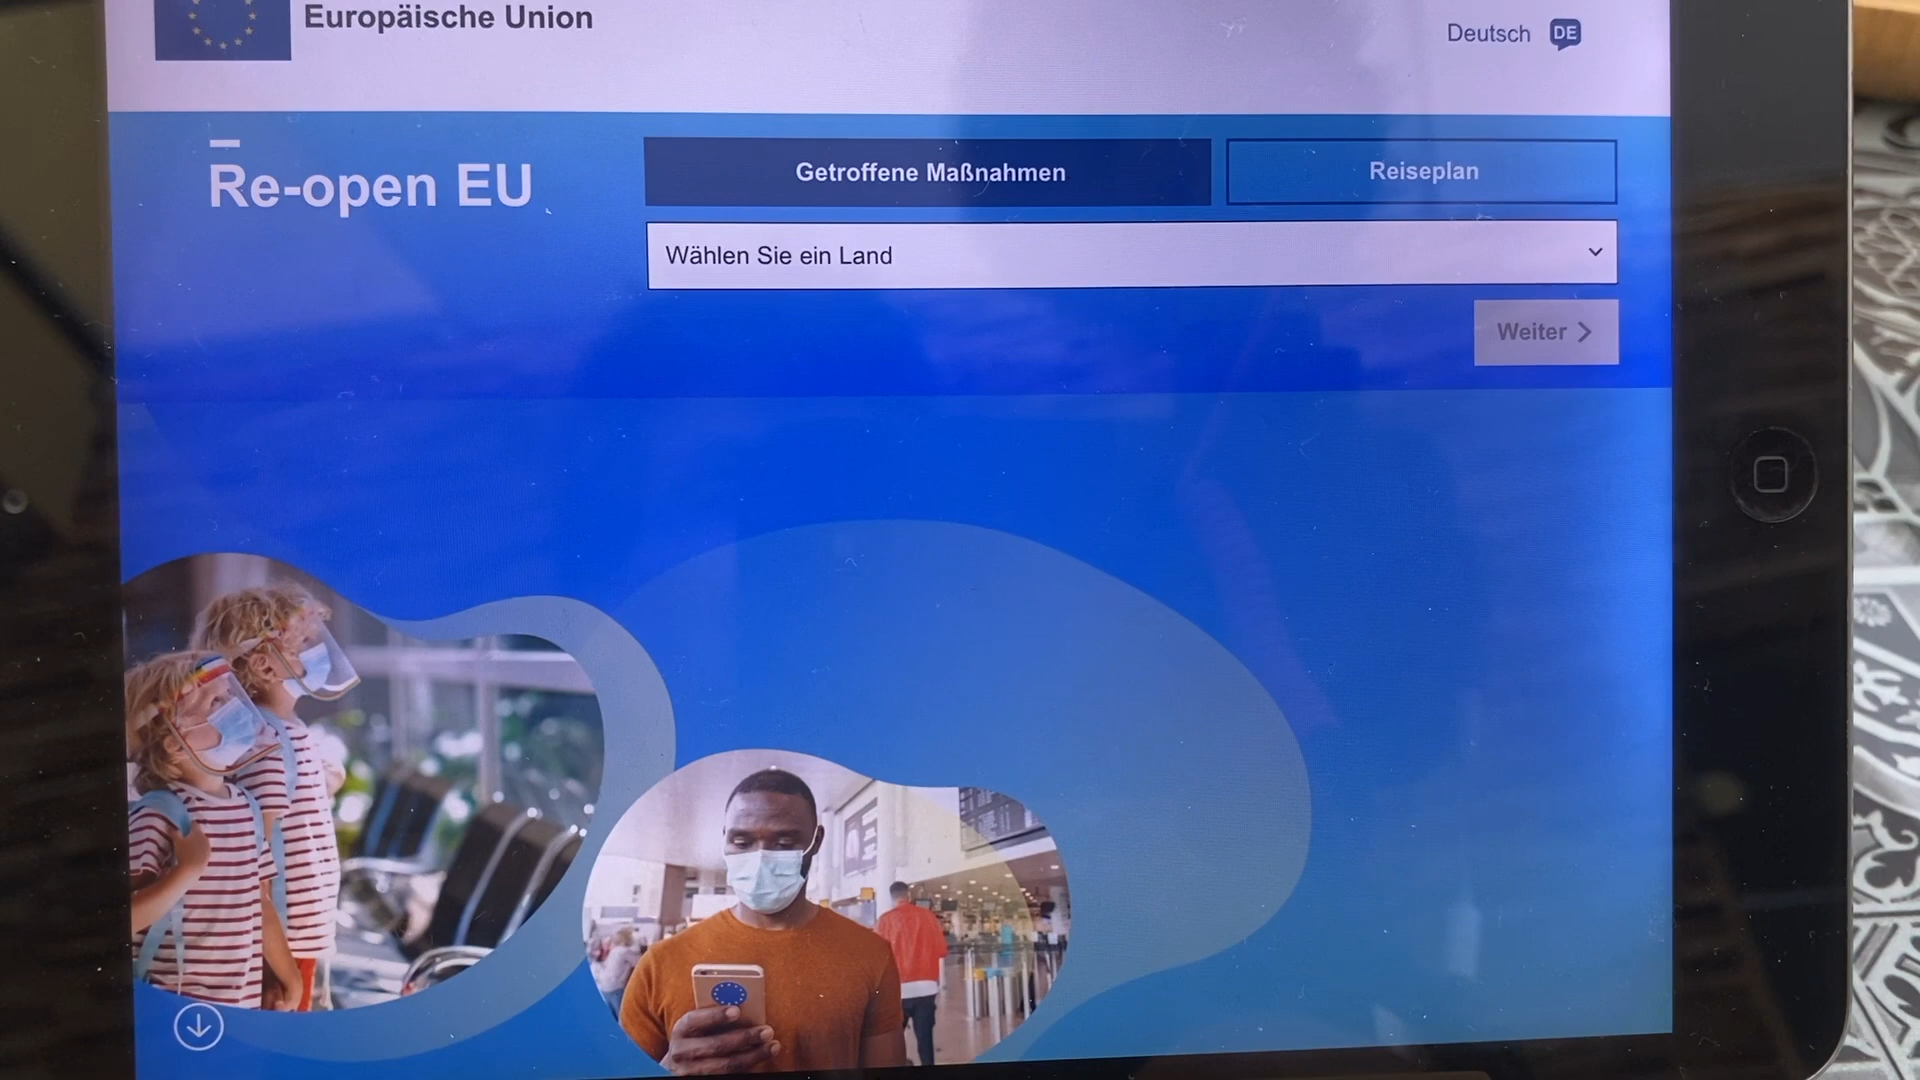 Europäische Union
Deutsch DE
Re-open EU
Getroffene Maßnahmen
Reiseplan
Wählen Sie ein Land
Weiter